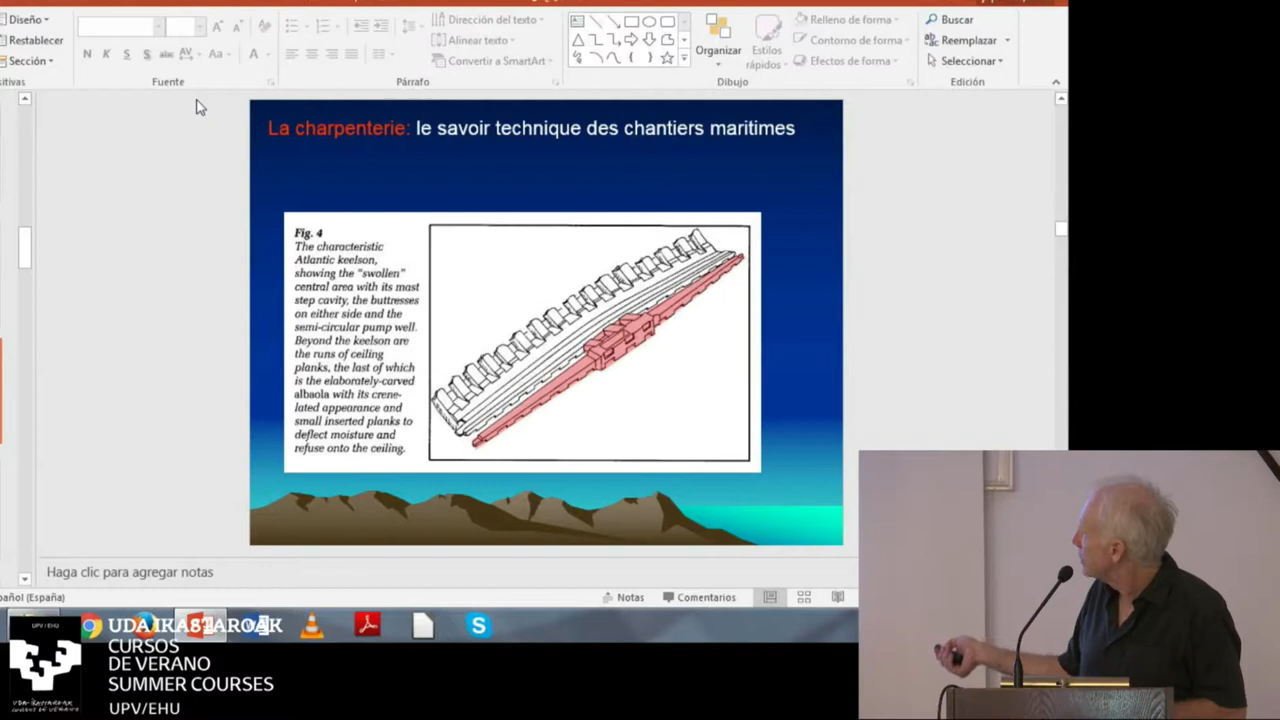 Diseño
Restablecer
Sección
Fuente
Párrafo
Dirección del texto
Alinear texto
Convertir a SmartArt
Organizar
Estilos
rápidos
Relleno de forma
Contorno de forma
Efectos de forma
Dibujo
Buscar
Reemplazar
Seleccionar
Edición
N K S S abc AV Aa A
La charpenterie: le savoir technique des chantiers maritimes
Fig. 4
The characteristic
Atlantic keelson,
showing the "swollen"
central area with its mast
step cavity, the buttresses
on either side and the
semi-circular pump well.
Beyond the keelson are
the runs of ceiling
planks, the last of which
is the elaborately-carved
albaola with its crene-
lated appearance and
small inserted planks to
deflect moisture and
refuse onto the ceiling.
Haga clic para agregar notas
pañol (España)
Notas
Comentarios
UPV / EHU
UDA IKASTAROAK
CURSOS
DE VERANO
SUMMER COURSES
UPV/EHU